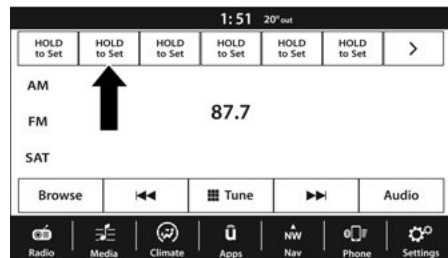 1:51 20° out
HOLD to Set HOLD to Set HOLD to Set HOLD to Set HOLD to Set HOLD to Set >
AM
87.7
FM
SAT
Browse Tune Audio
NW
Radio Media Climate Apps Nav Phone Settings